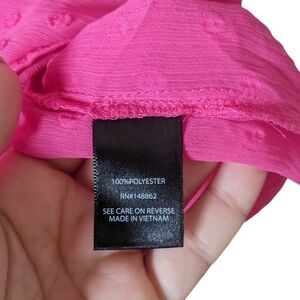 100%POLYESTER
RN#148862
SEE CARE ON REVERSE
MADE IN VIETNAM